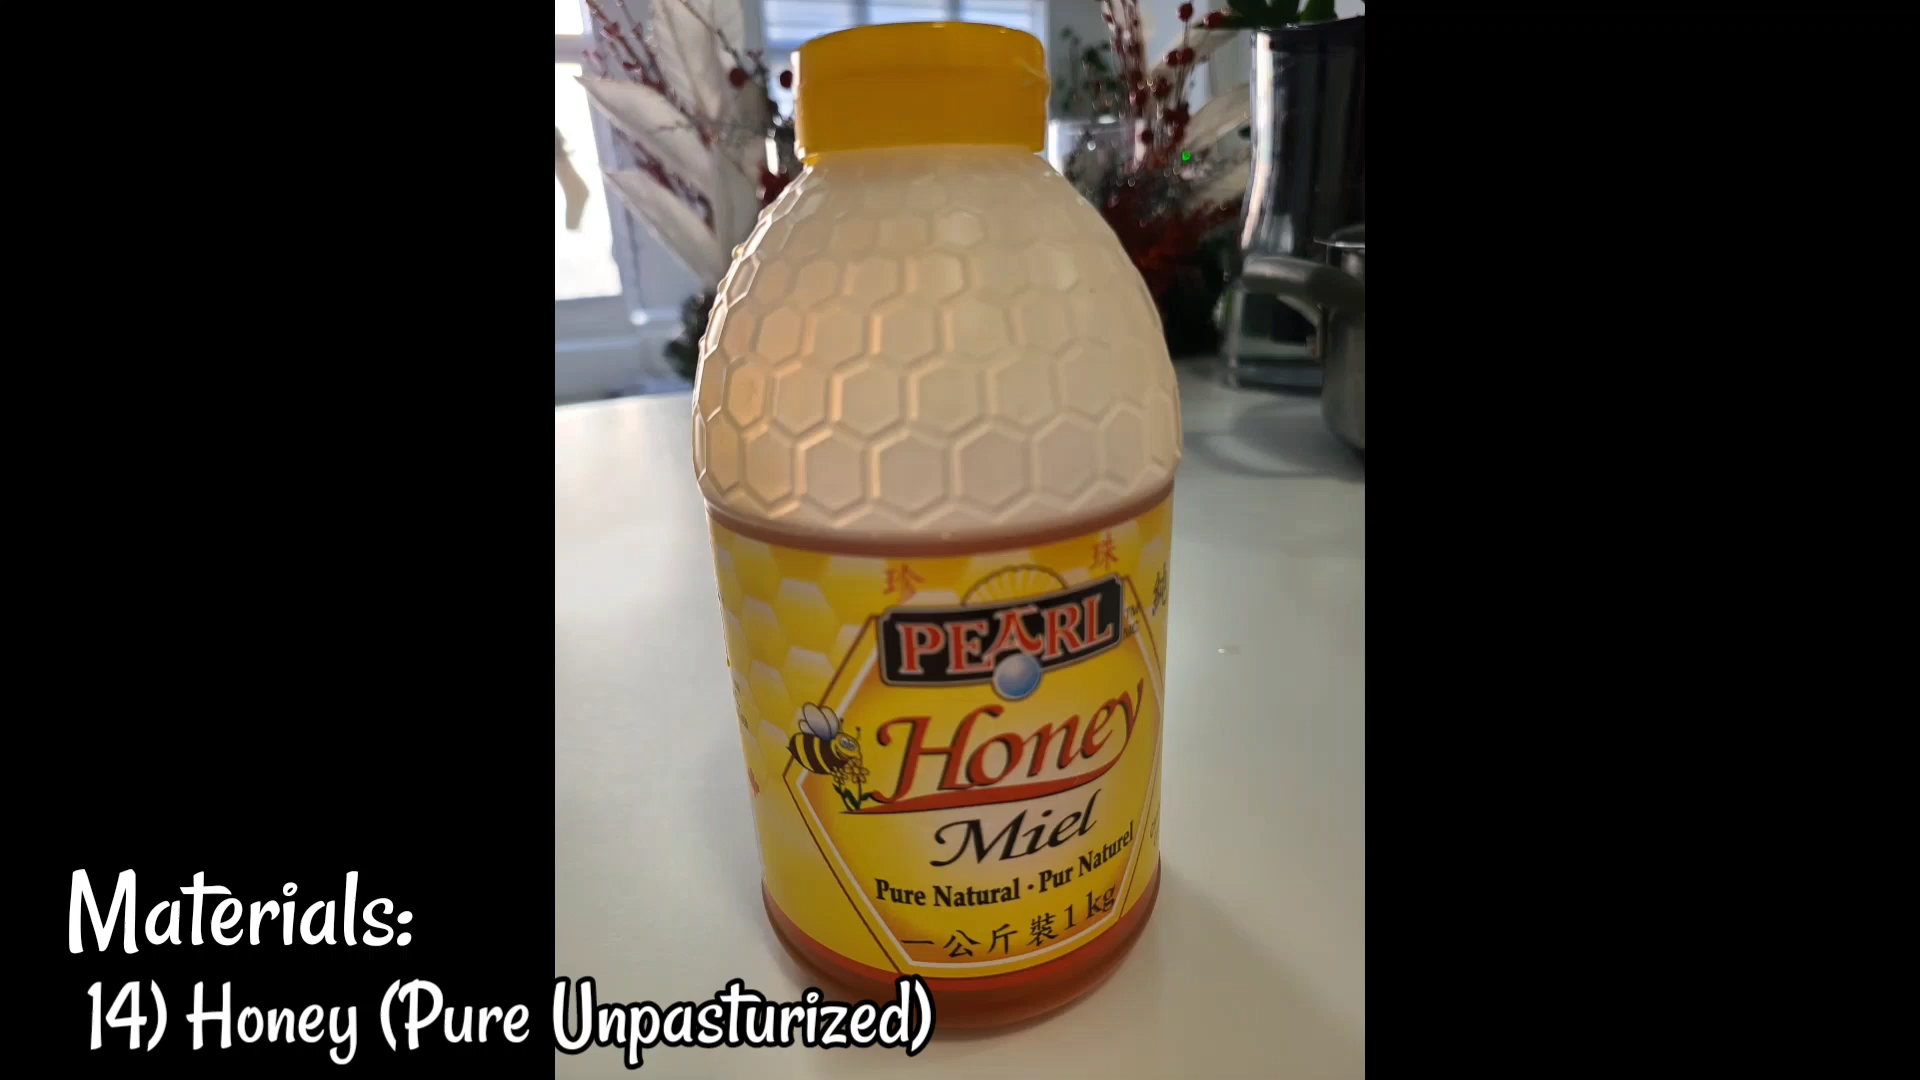 珍 珠
PEARL
純
Honey
Miel
Pure Natural · Pur Naturel
一公斤裝 1 kg
Materials:
14) Honey (Pure Unpasturized)